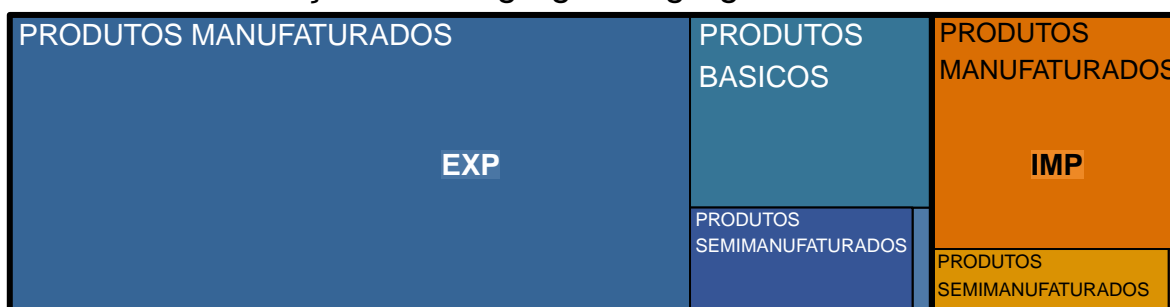 PRODUTOS MANUFATURADOS
EXP
PRODUTOS
BASICOS
PRODUTOS
SEMIMANUFATURADOS
PRODUTOS
MANUFATURADOS
IMP
PRODUTOS
SEMIMANUFATURADOS